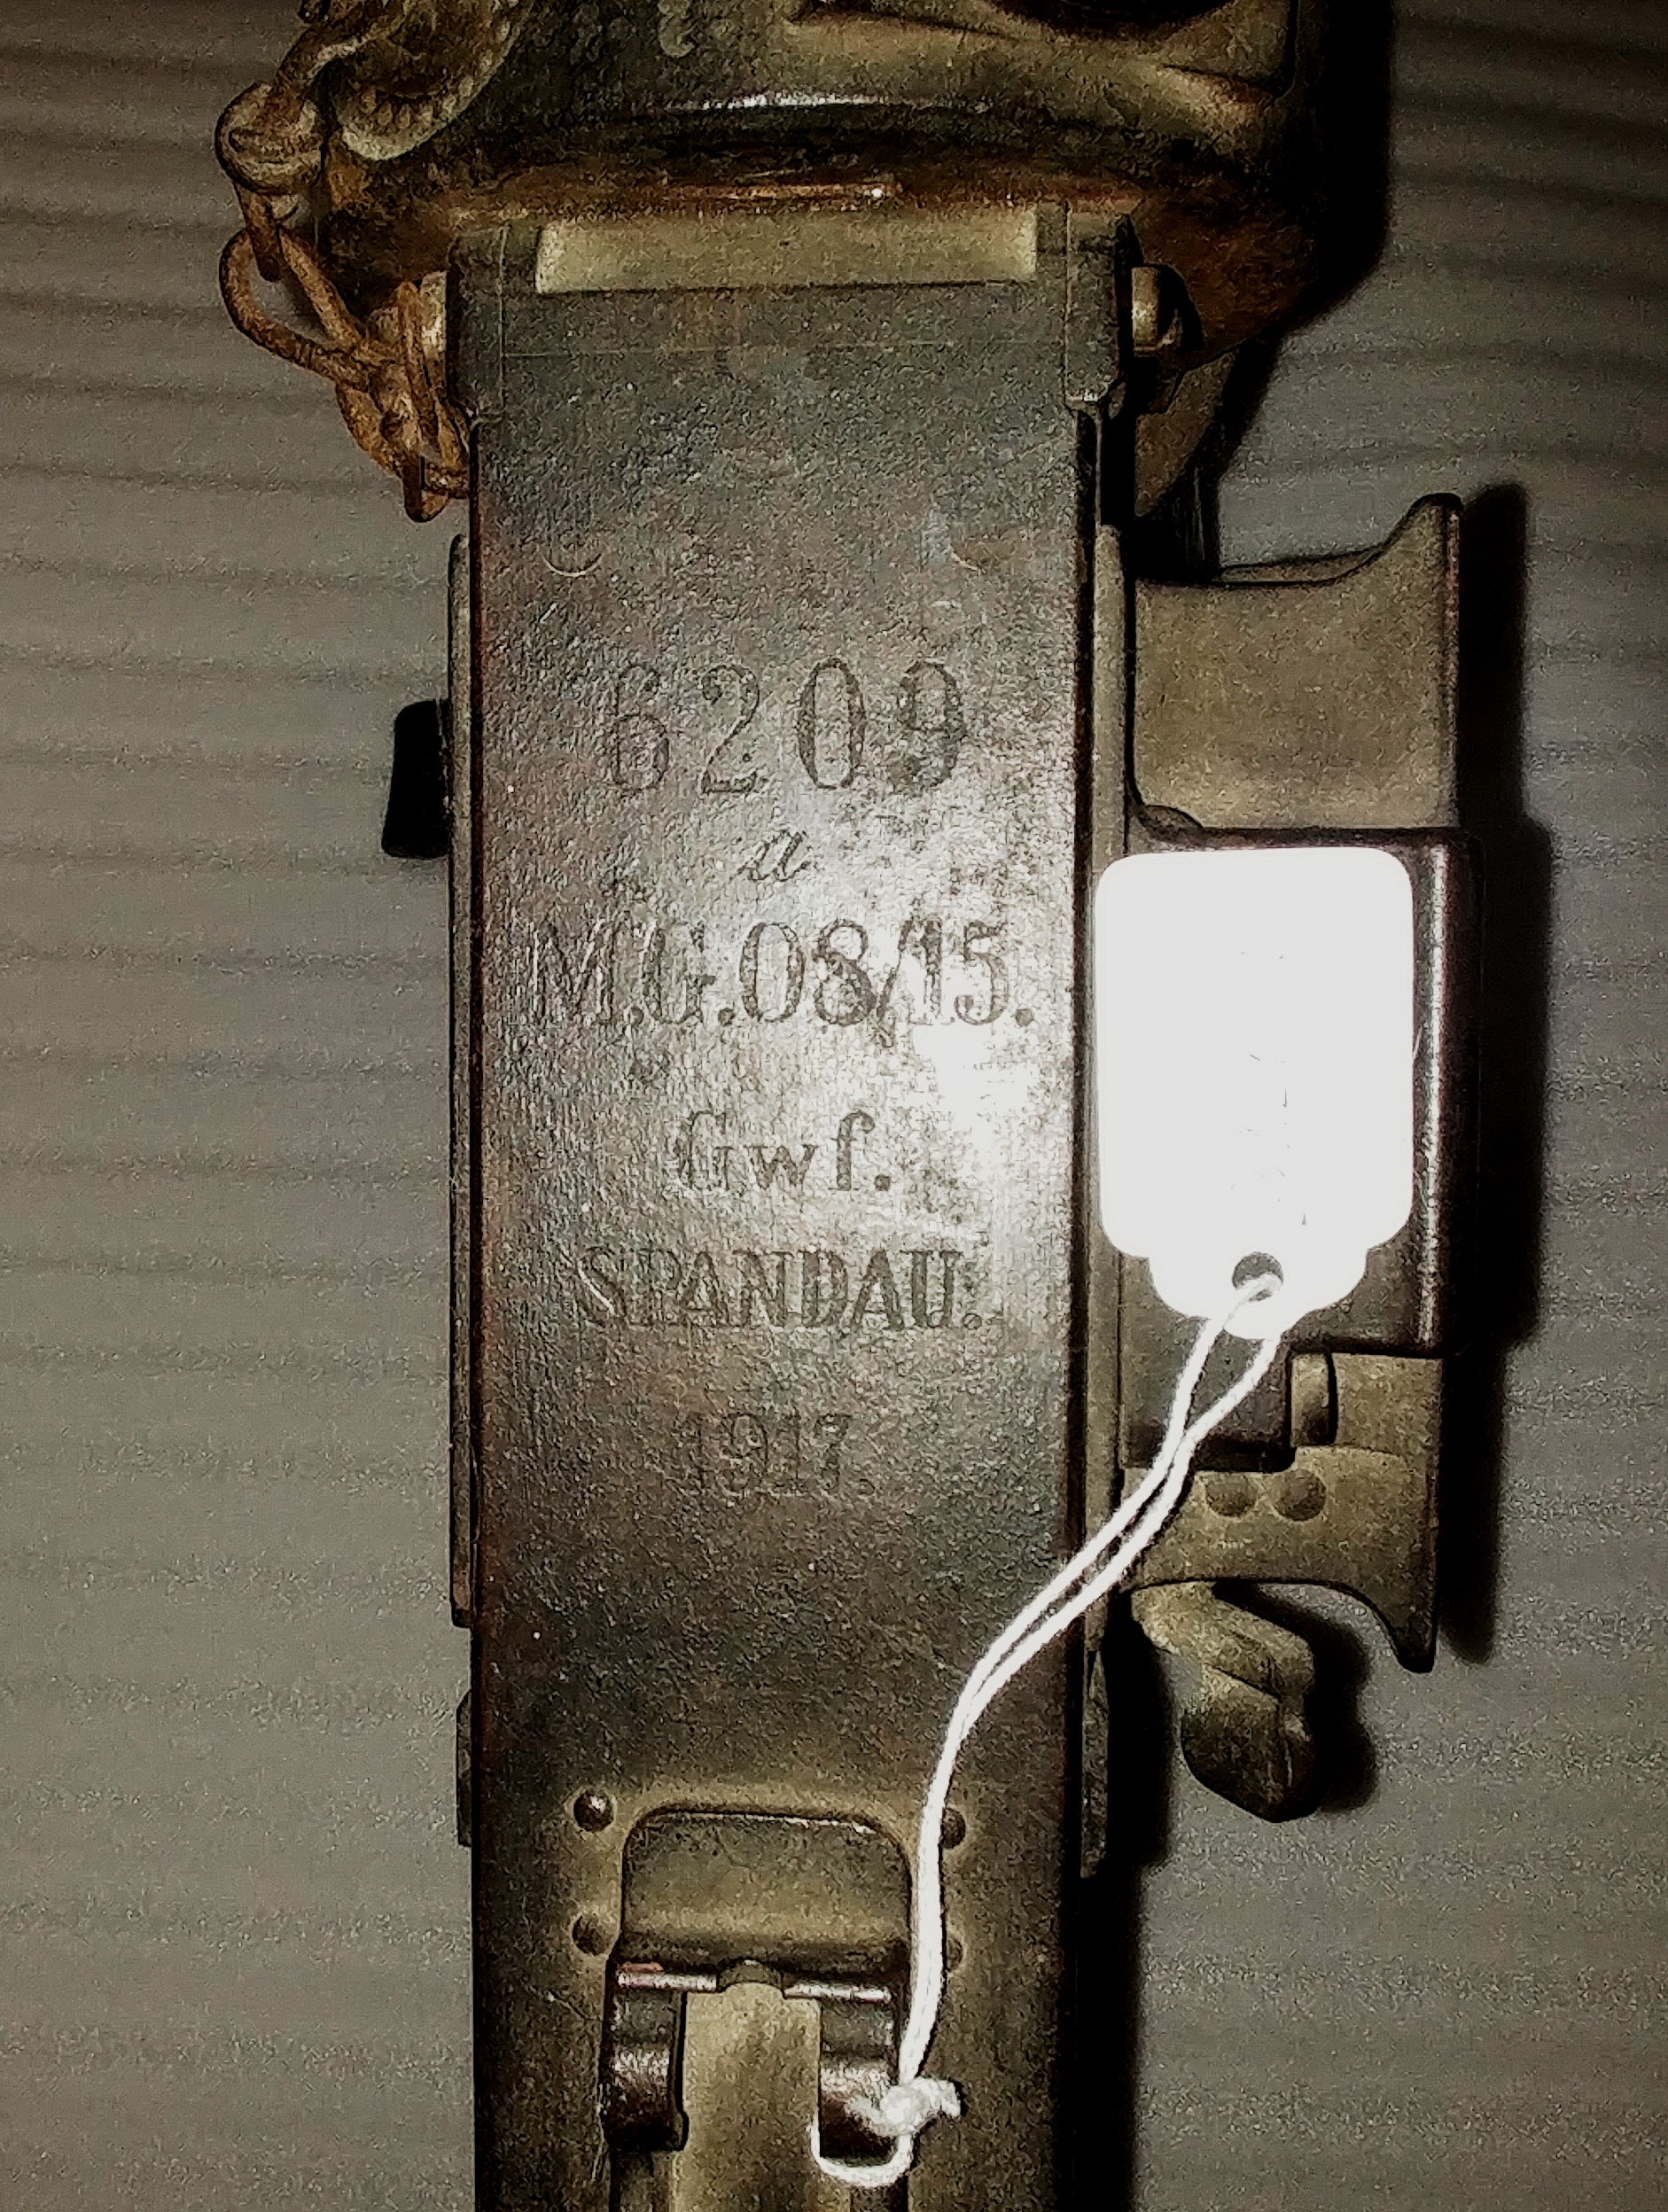 6209
a
M.G.08/15.
Gwf.
SPANDAU.
1917.